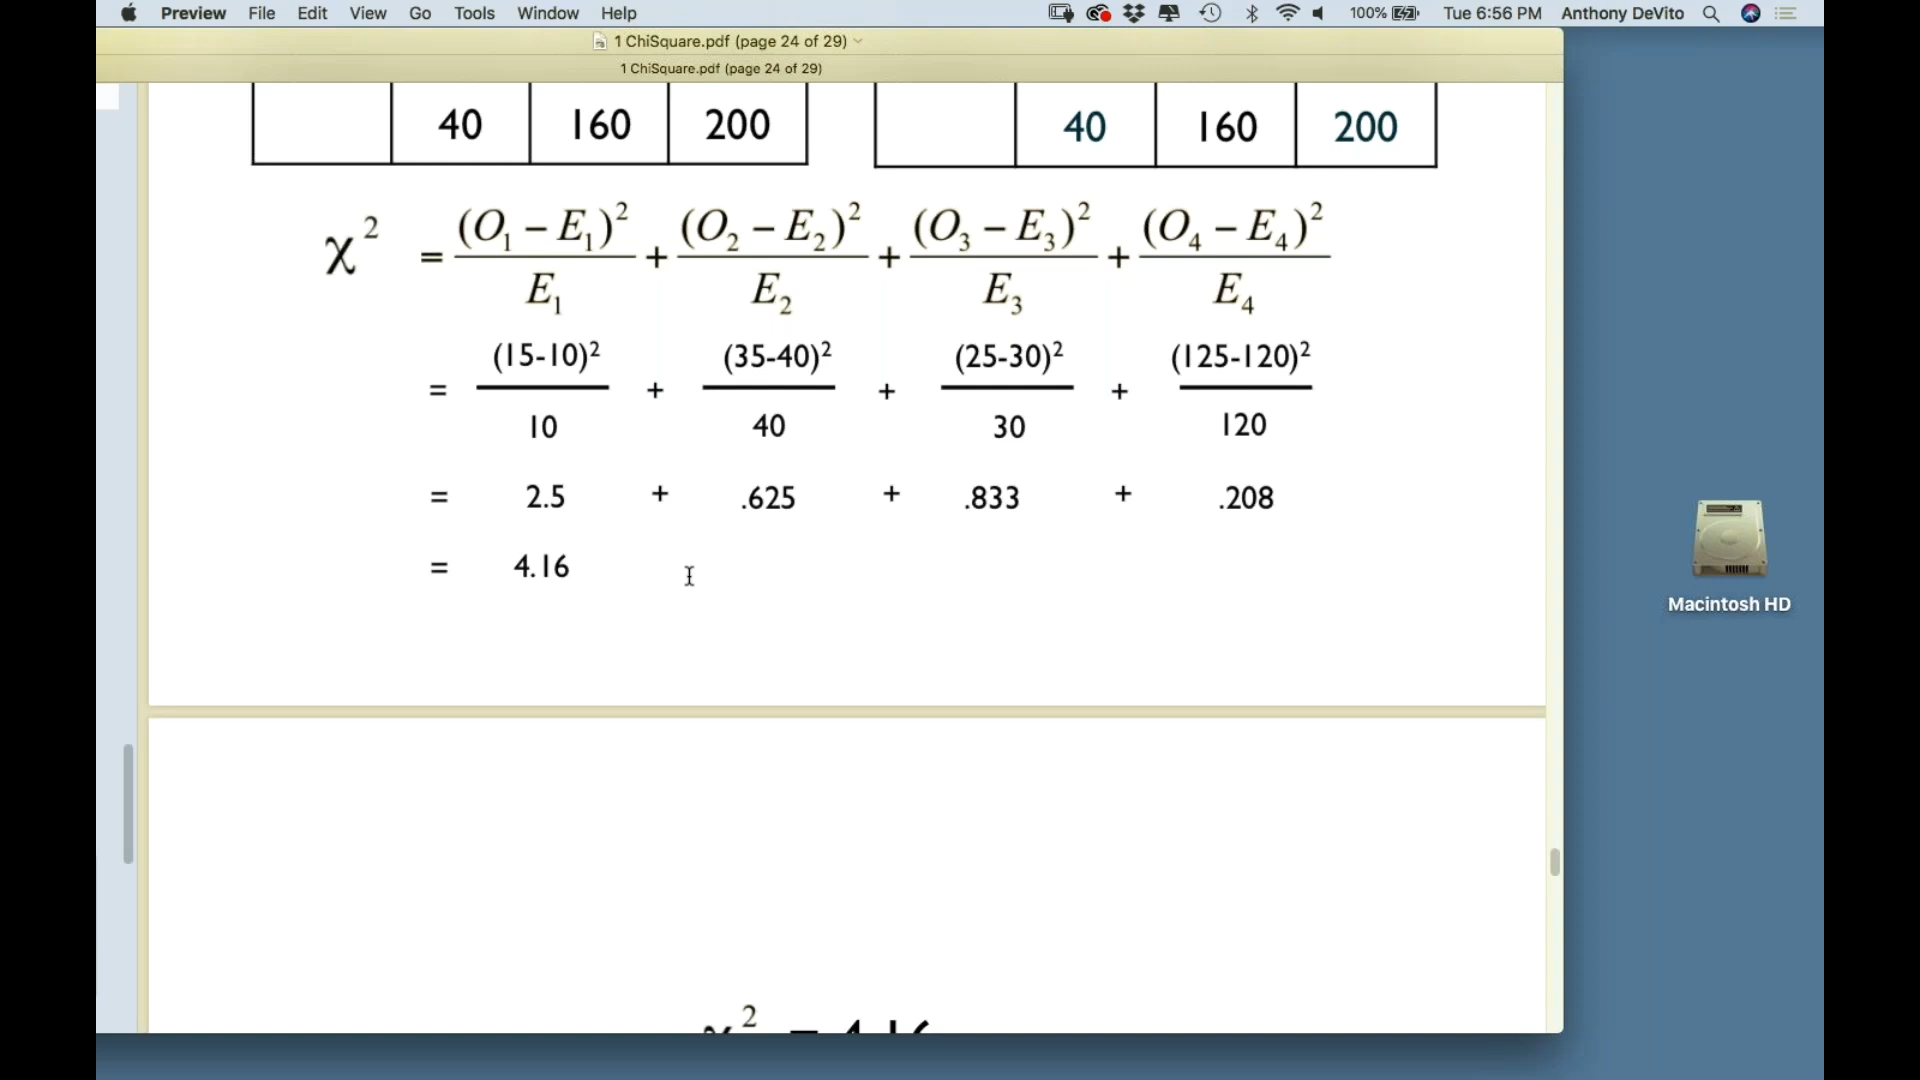 Preview File Edit View Go Tools Window Help 100% Tue 6:56 PM Anthony DeVito
1 ChiSquare.pdf (page 24 of 29)
1 ChiSquare.pdf (page 24 of 29)
40 160 200 40 160 200
χ² = (O₁ − E₁)²/E₁ + (O₂ − E₂)²/E₂ + (O₃ − E₃)²/E₃ + (O₄ − E₄)²/E₄
= (15-10)²/10 + (35-40)²/40 + (25-30)²/30 + (125-120)²/120
= 2.5 + .625 + .833 + .208
= 4.16
Macintosh HD
χ² = 4.16